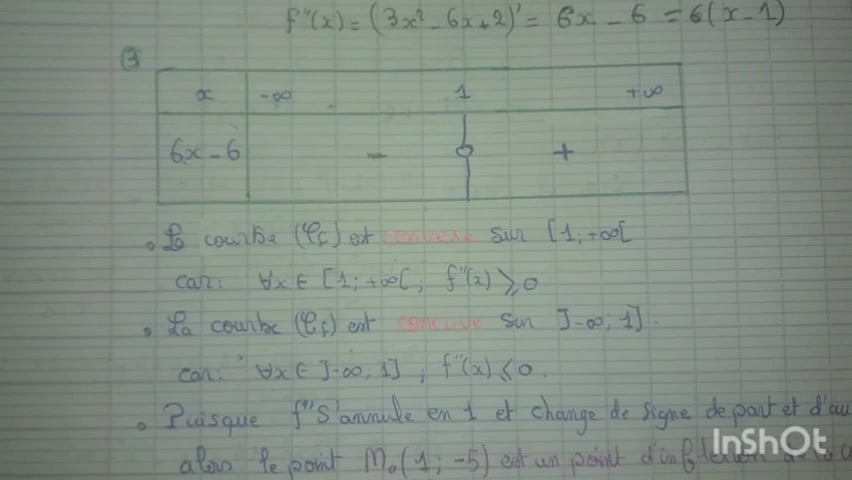 f''(x) = (3x² - 6x + 2)' = 6x - 6 = 6(x - 1)
③
x -∞ 1 +∞
6x - 6 - 0 +
• La courbe (Cf) est convexe sur [1; +∞[
car: ∀x ∈ [1; +∞[ ; f''(x) ≥ 0
• La courbe (Cf) est concave sur ]-∞; 1].
car: ∀x ∈ ]-∞; 1] ; f''(x) ≤ 0.
• Puisque f'' S'annule en 1 et change de signe de part et d'au
alors le point M₀(1; -5) est un point d'inflexion de la
InShOt